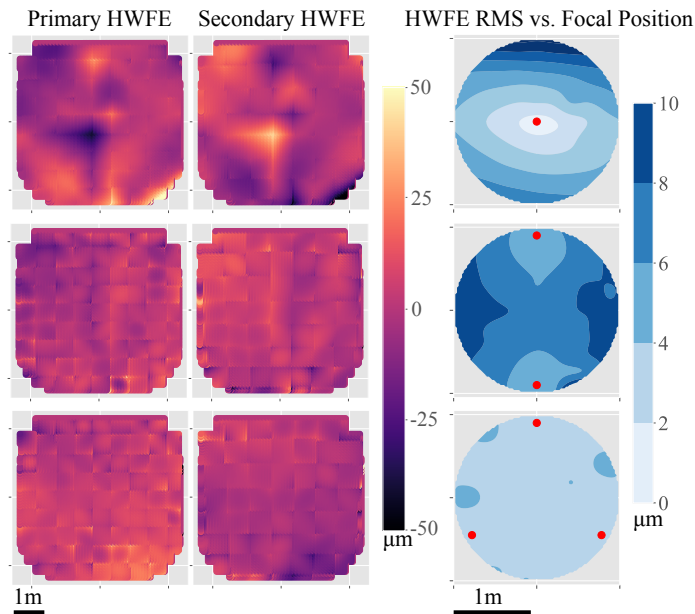 Primary HWFE
Secondary HWFE
HWFE RMS vs. Focal Position
50
25
0
-25
-50
μm
10
8
6
4
2
0
μm
1m
1m